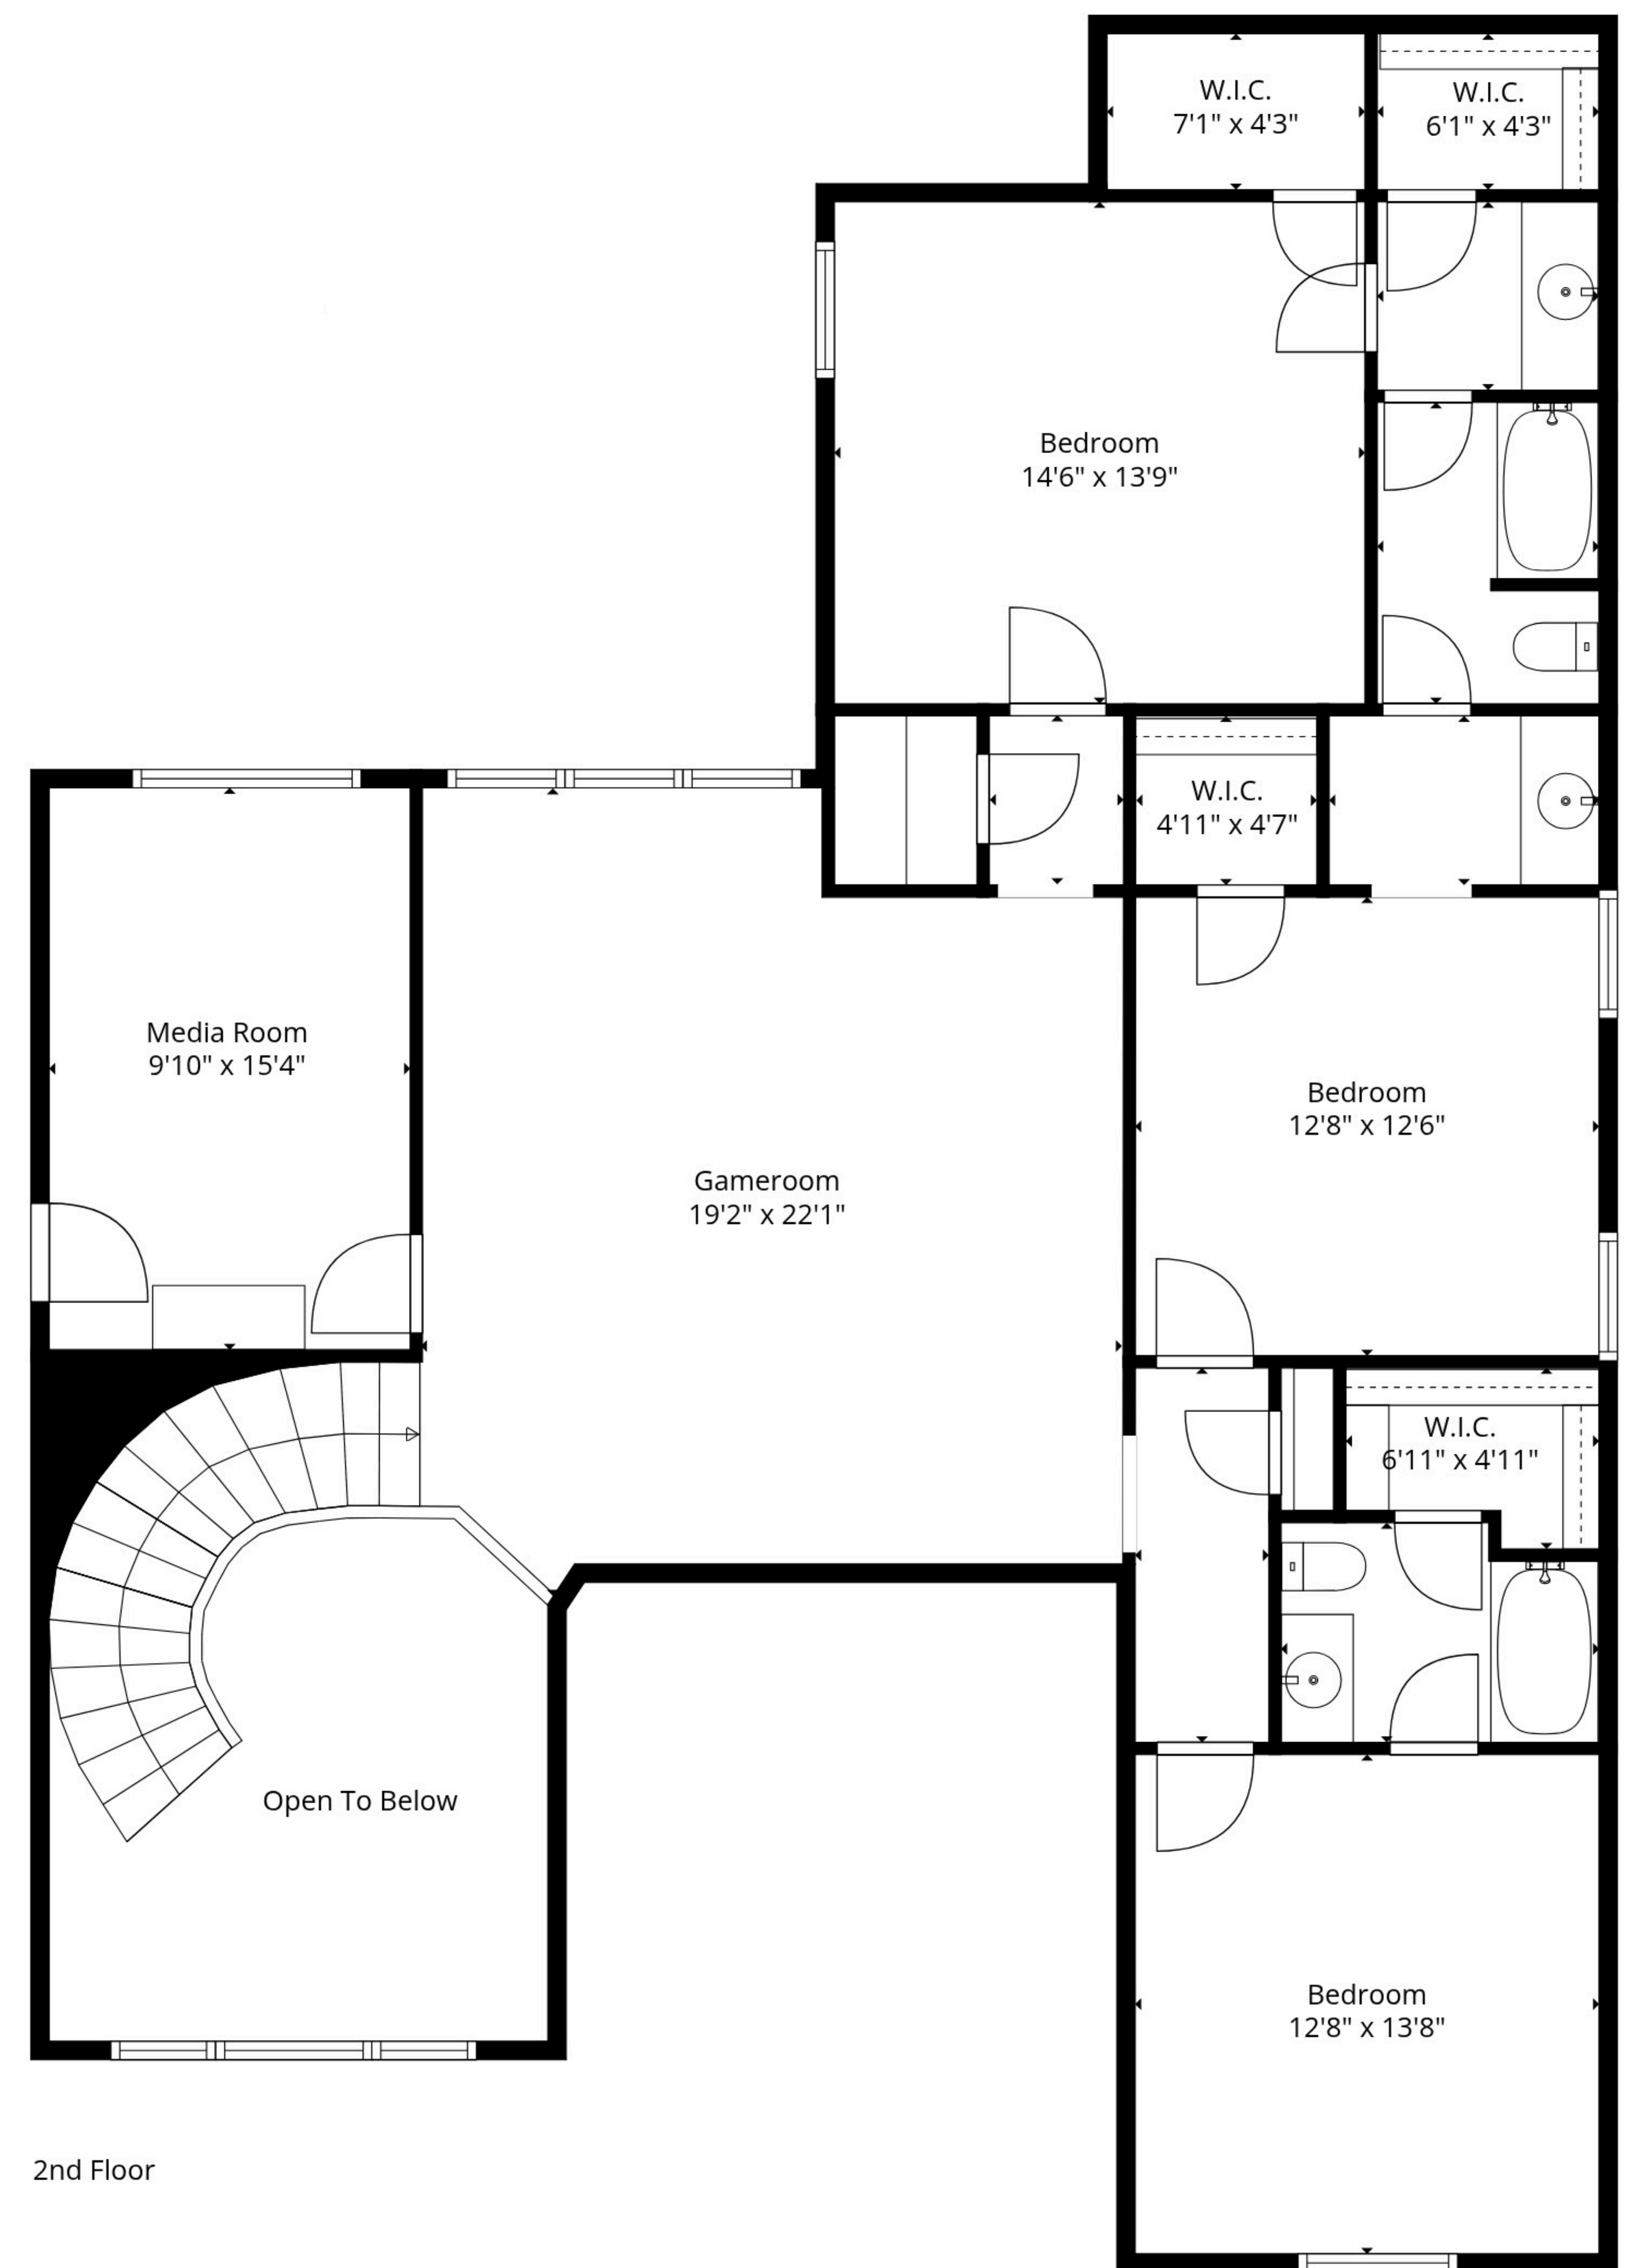 W.I.C.
7'1" x 4'3"
W.I.C.
6'1" x 4'3"
Bedroom
14'6" x 13'9"
W.I.C.
4'11" x 4'7"
Media Room
9'10" x 15'4"
Bedroom
12'8" x 12'6"
Gameroom
19'2" x 22'1"
W.I.C.
6'11" x 4'11"
Open To Below
Bedroom
12'8" x 13'8"
2nd Floor